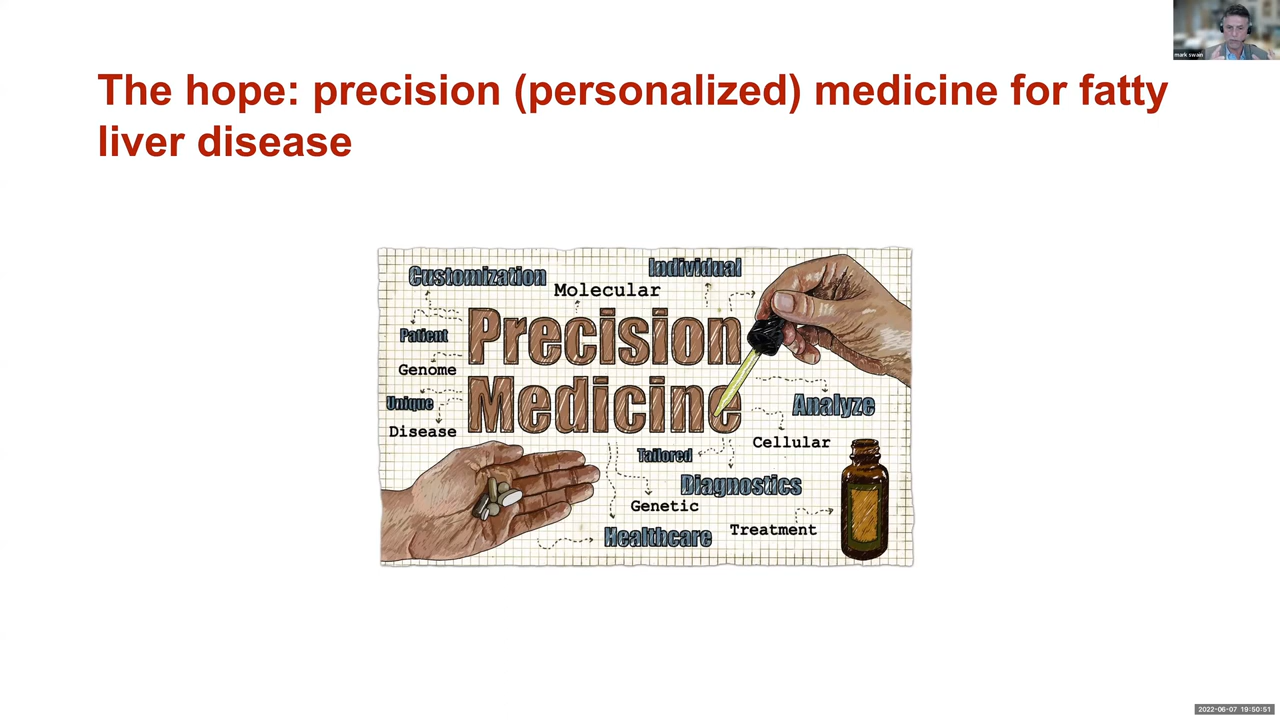 mark swain
The hope: precision (personalized) medicine for fatty
liver disease
Customization
Individual
Molecular
Patient
Precision
Genome
Unique
Medicine
Analyze
Disease
Cellular
Tailored
Diagnostics
Genetic
Treatment
Healthcare
2022-06-07 19:50:51